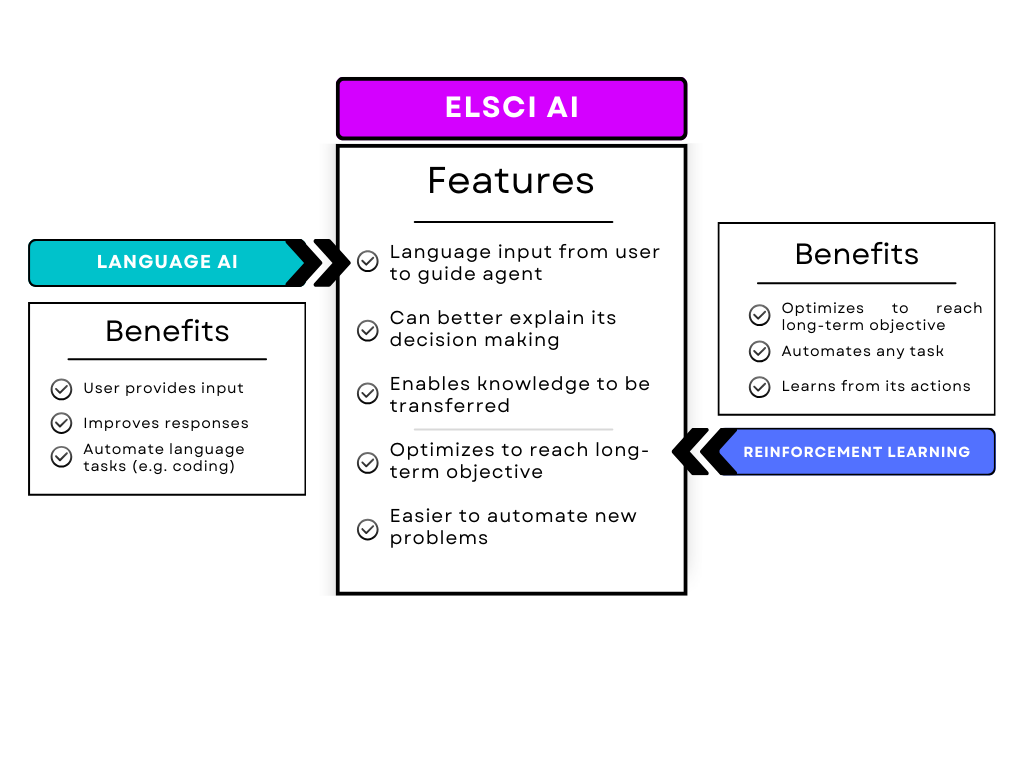 ELSCI AI
Features
Language input from user
to guide agent
Can better explain its
decision making
Enables knowledge to be
transferred
Optimizes to reach long-
term objective
Easier to automate new
problems
LANGUAGE AI
Benefits
User provides input
Improves responses
Automate language
tasks (e.g. coding)
Benefits
Optimizes to reach
long-term objective
Automates any task
Learns from its actions
REINFORCEMENT LEARNING